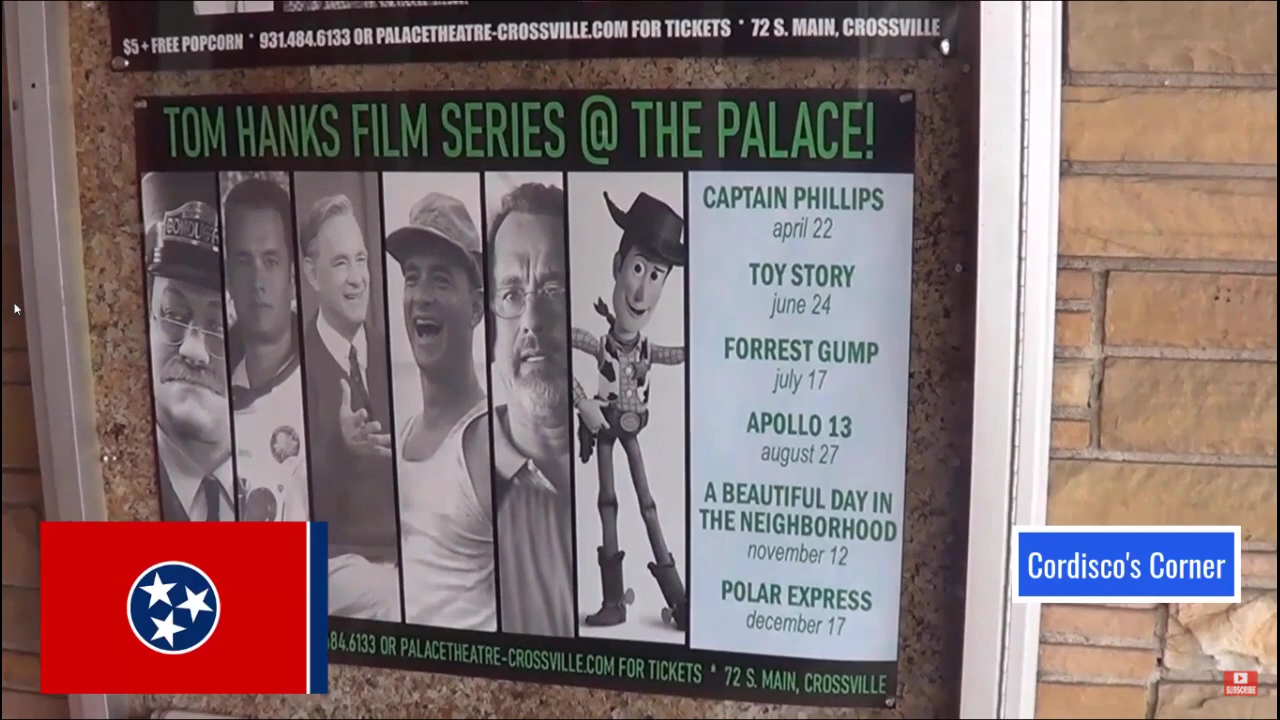 $5 + FREE POPCORN * 931.484.6133 OR PALACETHEATRE-CROSSVILLE.COM FOR TICKETS * 72 S. MAIN, CROSSVILLE
TOM HANKS FILM SERIES @ THE PALACE!
CAPTAIN PHILLIPS
april 22
TOY STORY
june 24
FORREST GUMP
july 17
APOLLO 13
august 27
A BEAUTIFUL DAY IN
THE NEIGHBORHOOD
november 12
POLAR EXPRESS
december 17
84.6133 OR PALACETHEATRE-CROSSVILLE.COM FOR TICKETS * 72 S. MAIN, CROSSVILLE
Cordisco's Corner
SUBSCRIBE